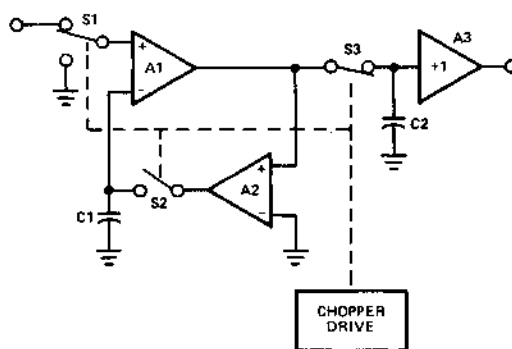 S1
A1
+
-
S3
A3
+1
C2
S2
A2
+
-
C1
CHOPPER
DRIVE